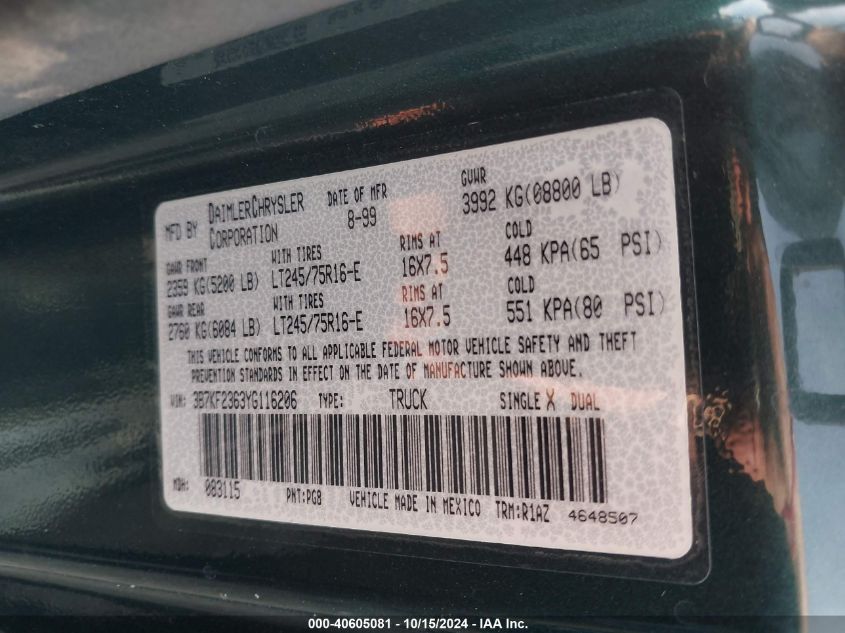 MFD BY DAIMLERCHRYSLER CORPORATION DATE OF MFR 8-99 GVWR 3992 KG(08800 LB)
GAWR FRONT WITH TIRES RIMS AT COLD
2359 KG(5200 LB) LT245/75R16-E 16X7.5 448 KPA(65 PSI)
GAWR REAR WITH TIRES RIMS AT COLD
2760 KG(6084 LB) LT245/75R16-E 16X7.5 551 KPA(80 PSI)
THIS VEHICLE CONFORMS TO ALL APPLICABLE FEDERAL MOTOR VEHICLE SAFETY AND THEFT
PREVENTION STANDARDS IN EFFECT ON THE DATE OF MANUFACTURE SHOWN ABOVE.
VIN: 3B7KF2363YG116206 TYPE: TRUCK SINGLE X DUAL
MDH: 083115 PNT:PG8 VEHICLE MADE IN MEXICO TRM:R1AZ 4648507
000-40605081 - 10/15/2024 - IAA Inc.